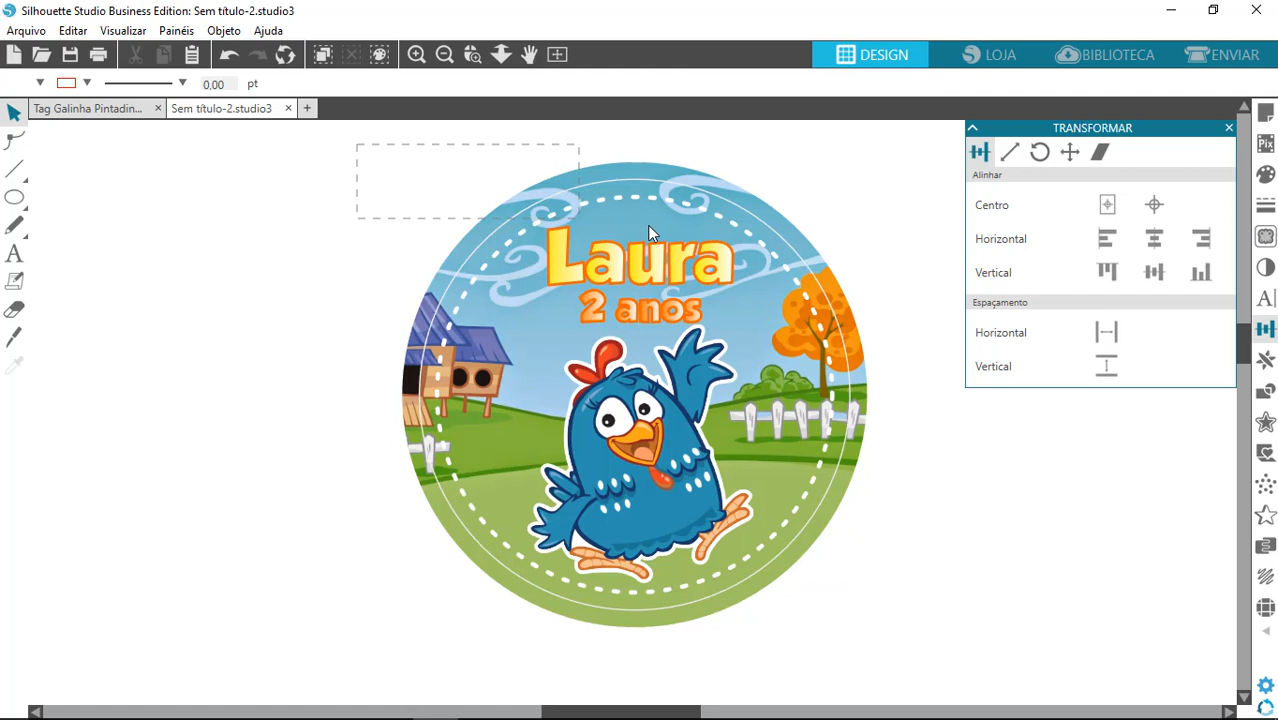 Silhouette Studio Business Edition: Sem título-2.studio3
Arquivo Editar Visualizar Painéis Objeto Ajuda
DESIGN LOJA BIBLIOTECA ENVIAR
0,00 pt
Tag Galinha Pintadin... Sem título-2.studio3
TRANSFORMAR
Alinhar
Centro
Horizontal
Vertical
Espaçamento
Horizontal
Vertical
Laura
2 anos
Pix
A
A